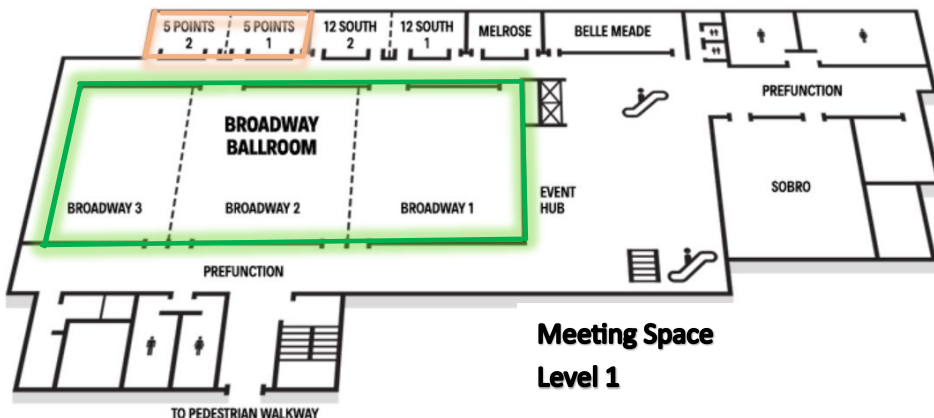 5 POINTS
2
5 POINTS
1
12 SOUTH
2
12 SOUTH
1
MELROSE
BELLE MEADE
PREFUNCTION
BROADWAY
BALLROOM
BROADWAY 3
BROADWAY 2
BROADWAY 1
EVENT
HUB
SOBRO
PREFUNCTION
Meeting Space
Level 1
TO PEDESTRIAN WALKWAY